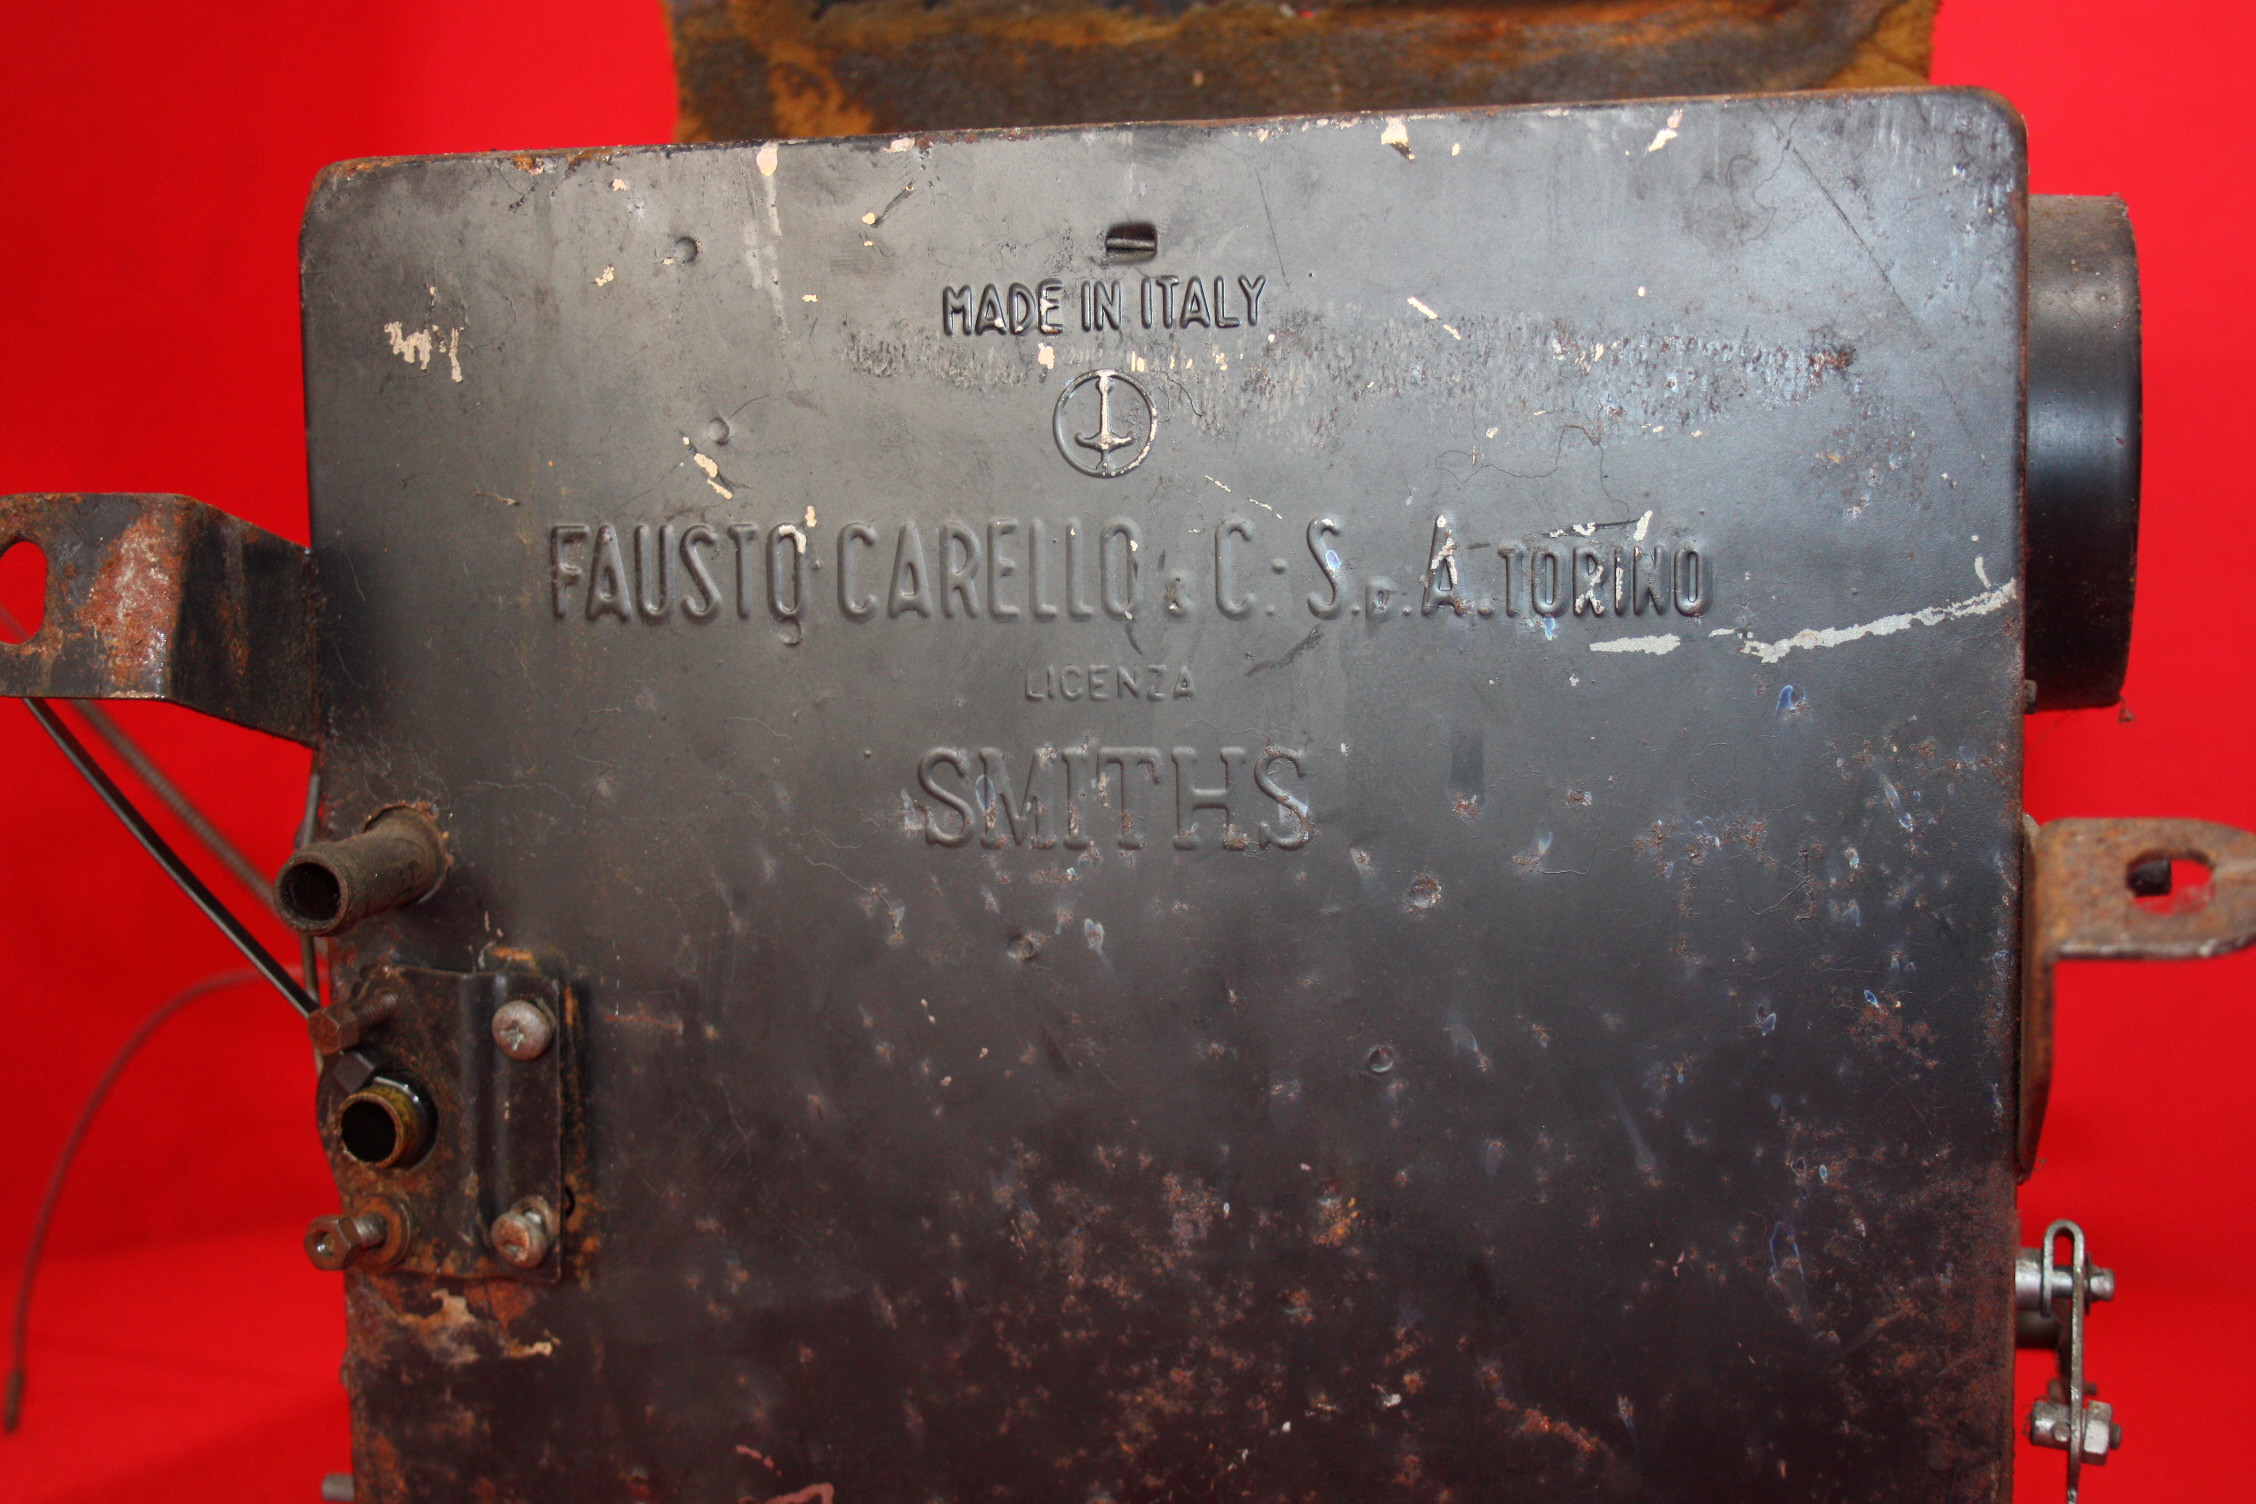 MADE IN ITALY
FAUSTO CARELLO & C. S.p.A. TORINO
LICENZA
SMITHS